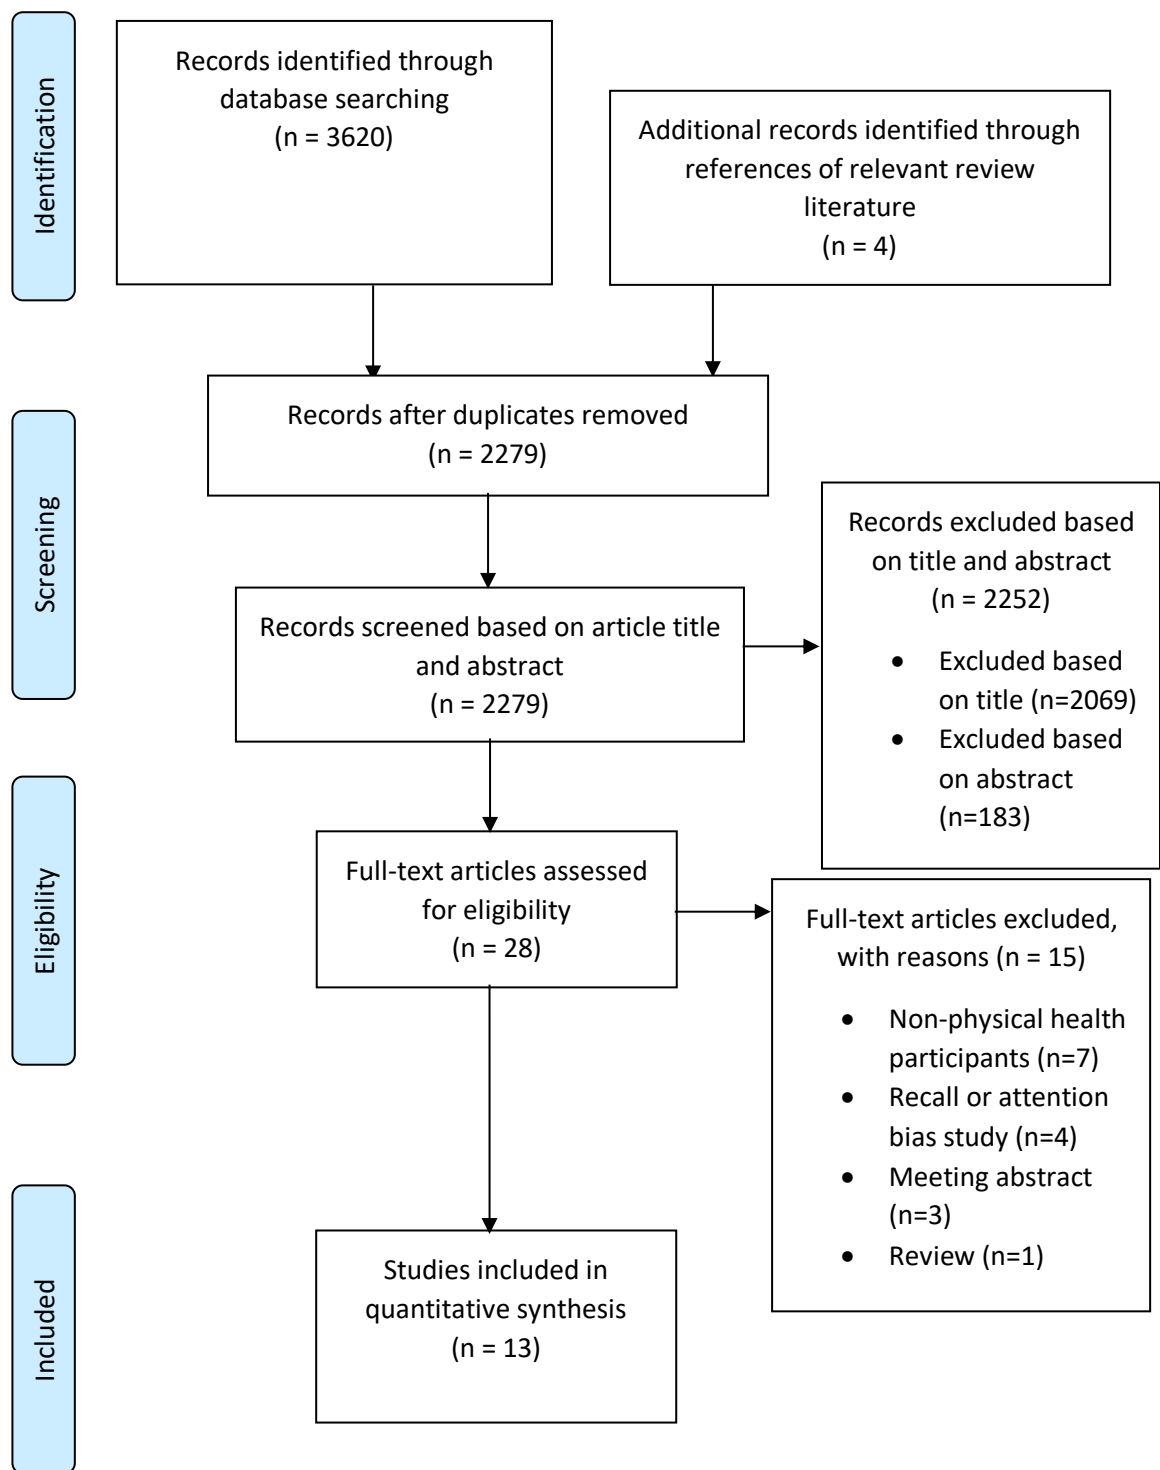 Identification
Records identified through
database searching
(n = 3620)
Additional records identified through
references of relevant review
literature
(n = 4)
Screening
Records after duplicates removed
(n = 2279)
Records screened based on article title
and abstract
(n = 2279)
Records excluded based
on title and abstract
(n = 2252)
• Excluded based
on title (n=2069)
• Excluded based
on abstract
(n=183)
Eligibility
Full-text articles assessed
for eligibility
(n = 28)
Full-text articles excluded,
with reasons (n = 15)
• Non-physical health
participants (n=7)
• Recall or attention
bias study (n=4)
• Meeting abstract
(n=3)
• Review (n=1)
Included
Studies included in
quantitative synthesis
(n = 13)